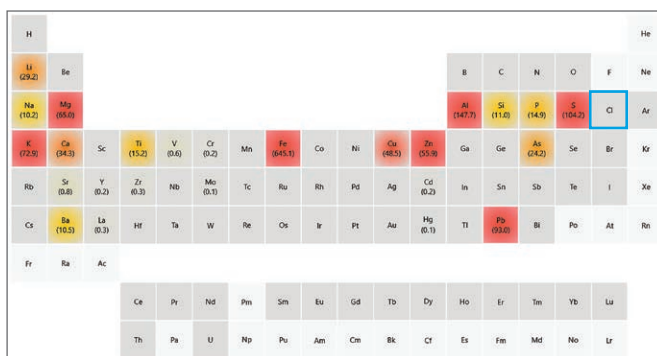 H He
Li Be B C N O F Ne
(29.2)
Na Mg Al Si P S Cl Ar
(10.2) (65.0) (147.7) (11.0) (14.9) (104.2)
K Ca Sc Ti V Cr Mn Fe Co Ni Cu Zn Ga Ge As Se Br Kr
(72.9) (34.3) (15.2) (0.6) (0.2) (645.1) (48.5) (55.9) (24.2)
Rb Sr Y Zr Nb Mo Tc Ru Rh Pd Ag Cd In Sn Sb Te I Xe
(0.8) (0.2) (0.3) (0.1) (0.2)
Cs Ba La Hf Ta W Re Os Ir Pt Au Hg Tl Pb Bi Po At Rn
(10.5) (0.3) (0.1) (93.0)
Fr Ra Ac
Ce Pr Nd Pm Sm Eu Gd Tb Dy Ho Er Tm Yb Lu
Th Pa U Np Pu Am Cm Bk Cf Es Fm Md No Lr